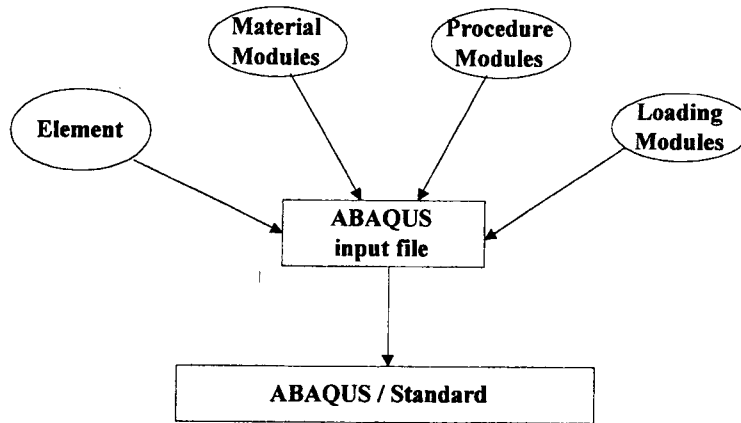 Material
Modules
Procedure
Modules
Element
Loading
Modules
ABAQUS
input file
ABAQUS / Standard